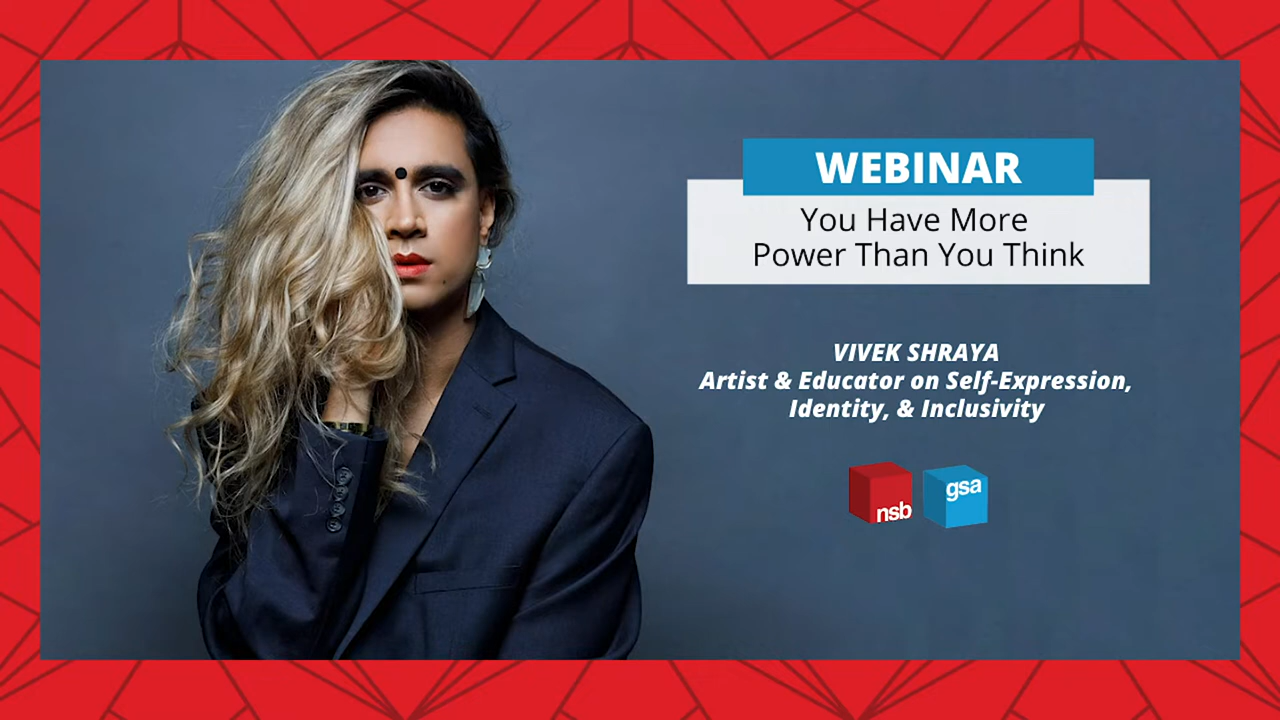 WEBINAR
You Have More
Power Than You Think
VIVEK SHRAYA
Artist & Educator on Self-Expression,
Identity, & Inclusivity
nsb
gsa